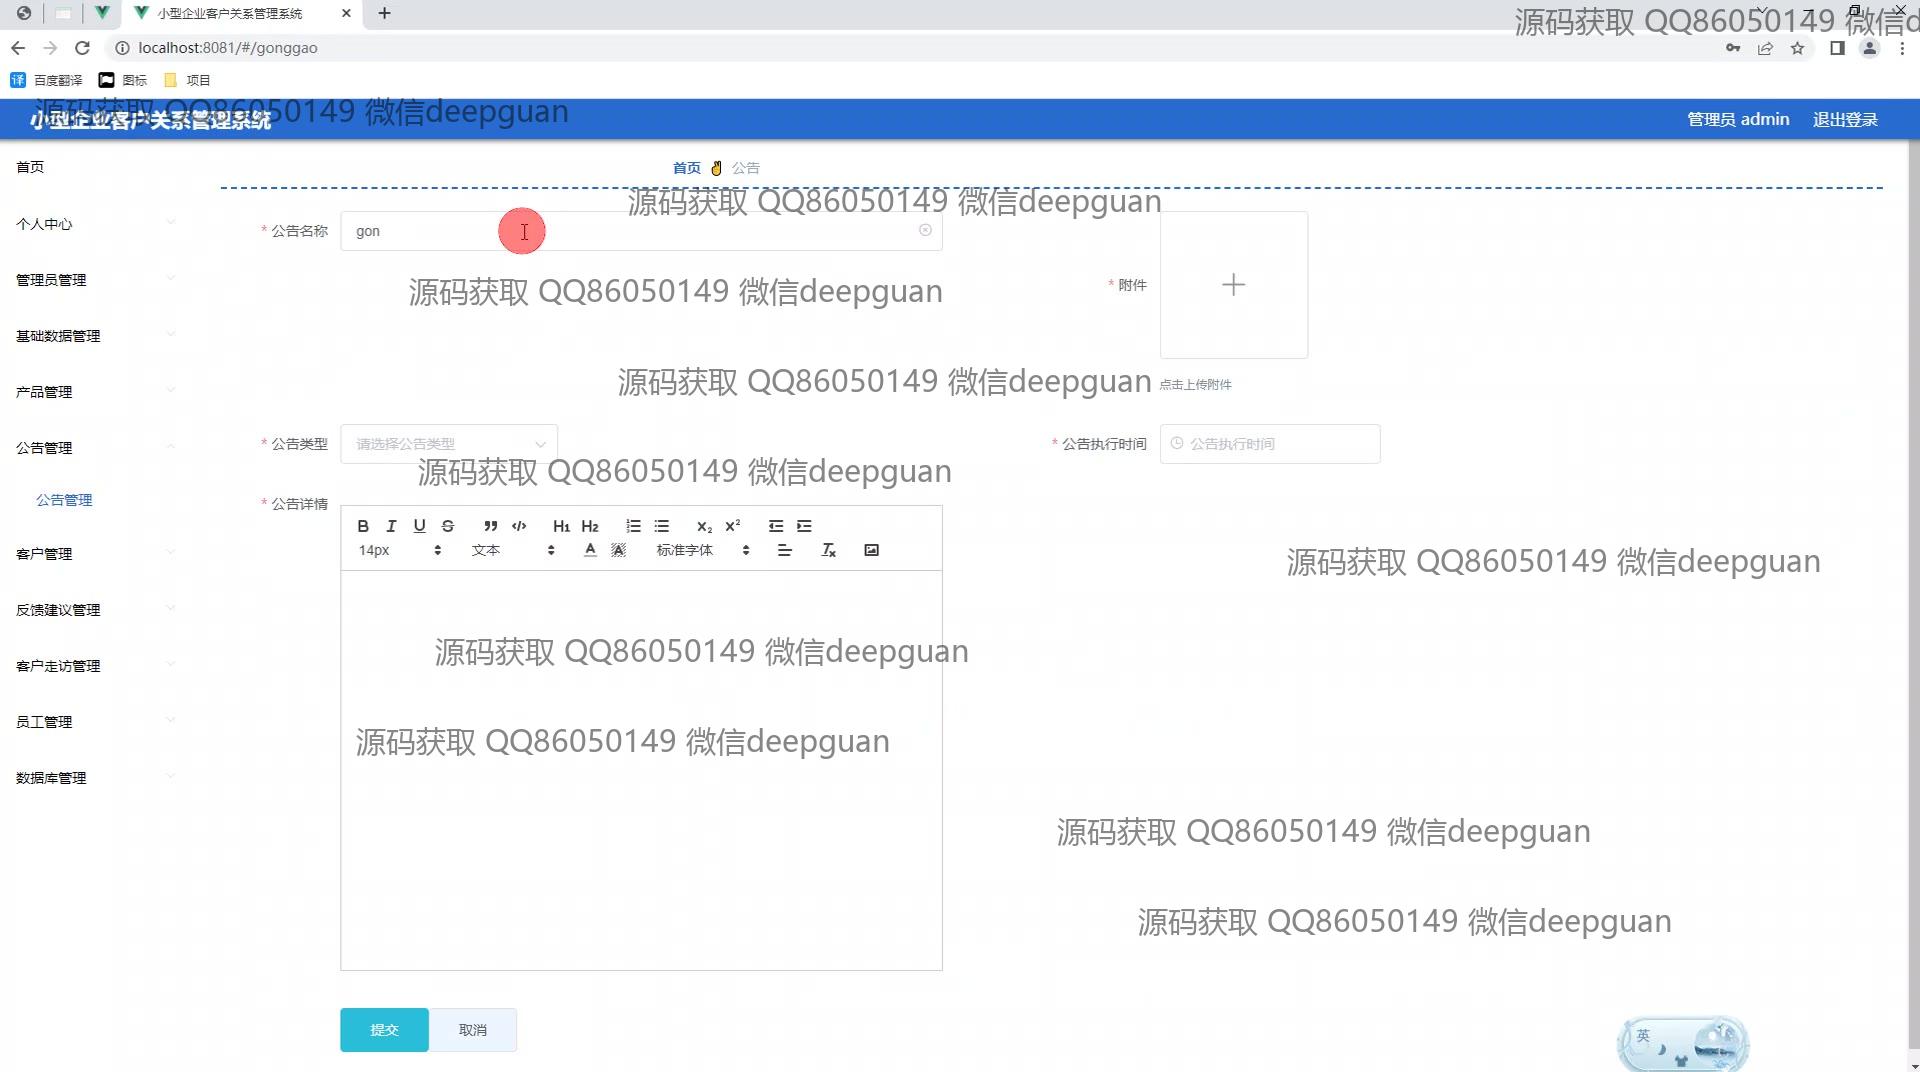 小型企业客户关系管理系统
源码获取 QQ86050149 微信d
localhost:8081/#/gonggao
百度翻译 图标 项目
源码获取 QQ86050149 微信deepguan
小型企业客户关系管理系统
管理员 admin 退出登录
首页
首页 公告
源码获取 QQ86050149 微信deepguan
个人中心
* 公告名称 gon
管理员管理
* 附件
源码获取 QQ86050149 微信deepguan
基础数据管理
源码获取 QQ86050149 微信deepguan
点击上传附件
产品管理
公告管理
* 公告类型 请选择公告类型
* 公告执行时间 公告执行时间
源码获取 QQ86050149 微信deepguan
公告管理
* 公告详情
B I U S H1 H2 X2 X2
14px 文本 A A 标准字体 Tx
客户管理
源码获取 QQ86050149 微信deepguan
反馈建议管理
源码获取 QQ86050149 微信deepguan
客户走访管理
员工管理
源码获取 QQ86050149 微信deepguan
数据库管理
源码获取 QQ86050149 微信deepguan
源码获取 QQ86050149 微信deepguan
提交 取消
英